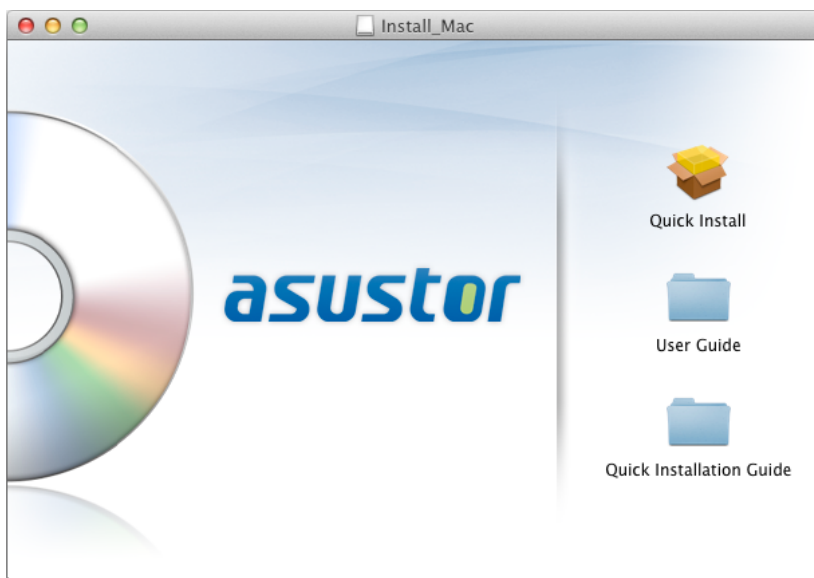 Install_Mac
asustor
Quick Install
User Guide
Quick Installation Guide